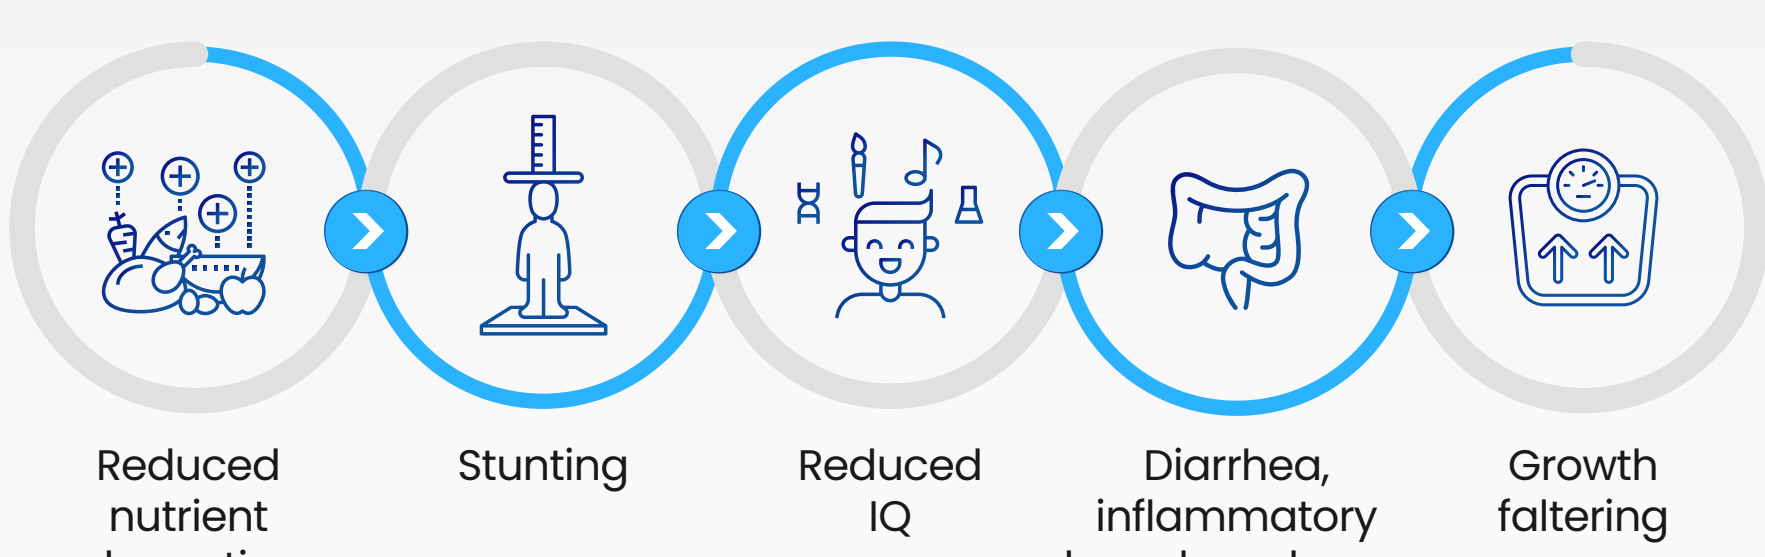 Reduced
nutrient
Stunting
Reduced
IQ
Diarrhea,
inflammatory
Growth
faltering